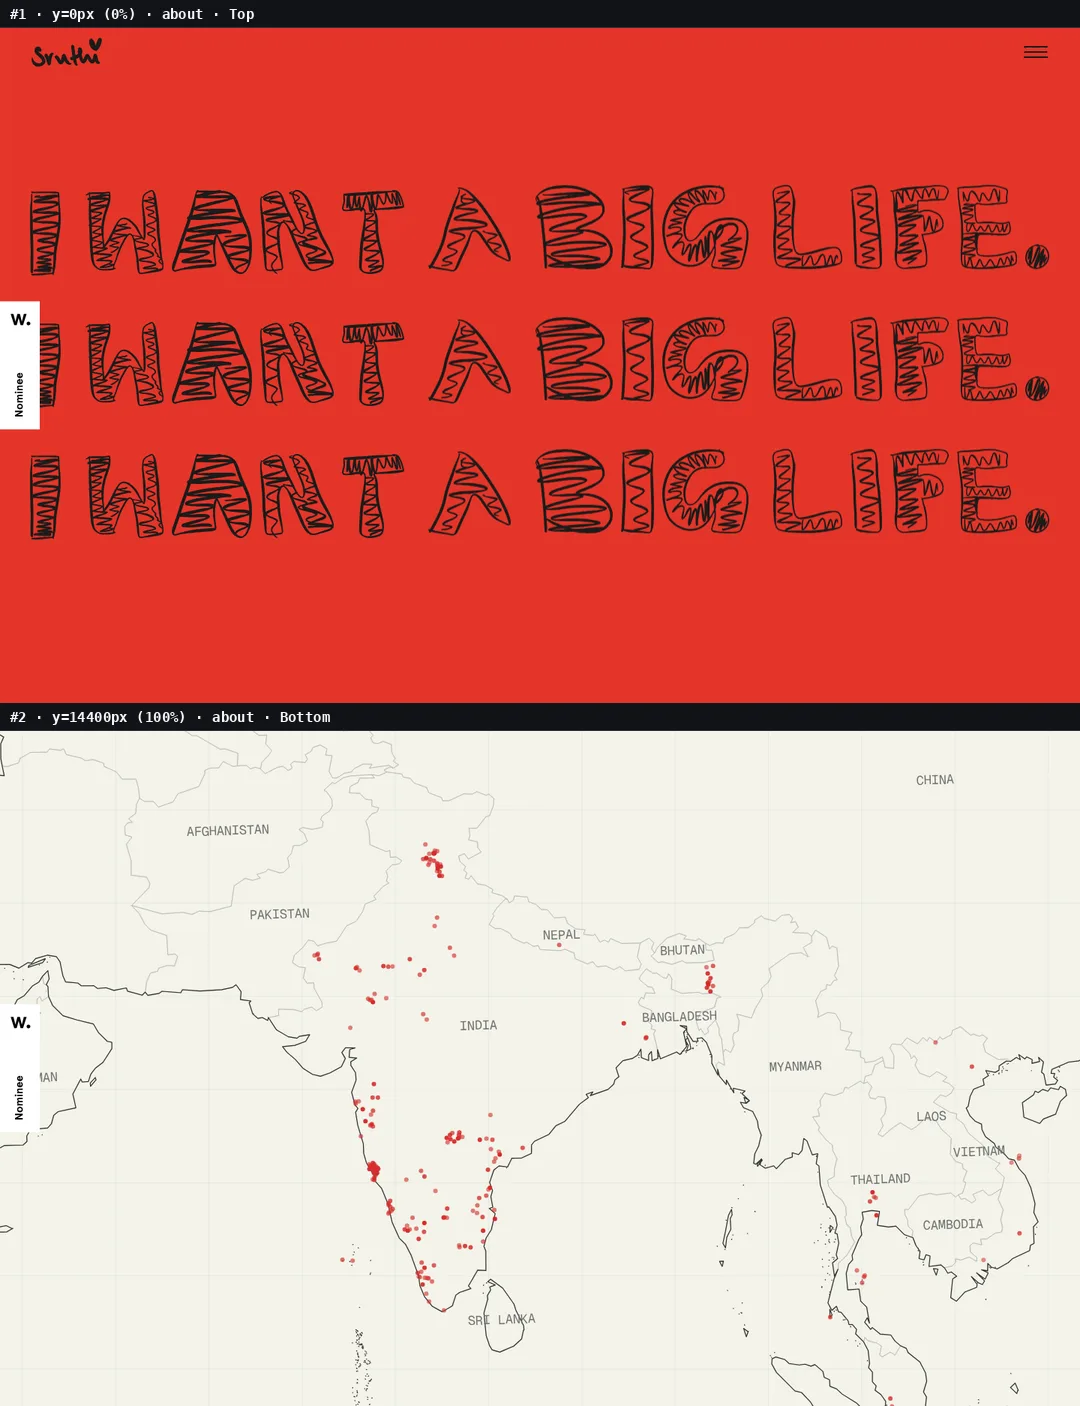 #1 · y=0px (0%) · about · Top
Sruthi
I WANT A BIG LIFE.
I WANT A BIG LIFE.
W.
Nominee
I WANT A BIG LIFE.
#2 · y=14400px (100%) · about · Bottom
CHINA
AFGHANISTAN
PAKISTAN
NEPAL
BHUTAN
INDIA
BANGLADESH
W.
Nominee
MAN
MYANMAR
LAOS
VIETNAM
THAILAND
CAMBODIA
SRI LANKA